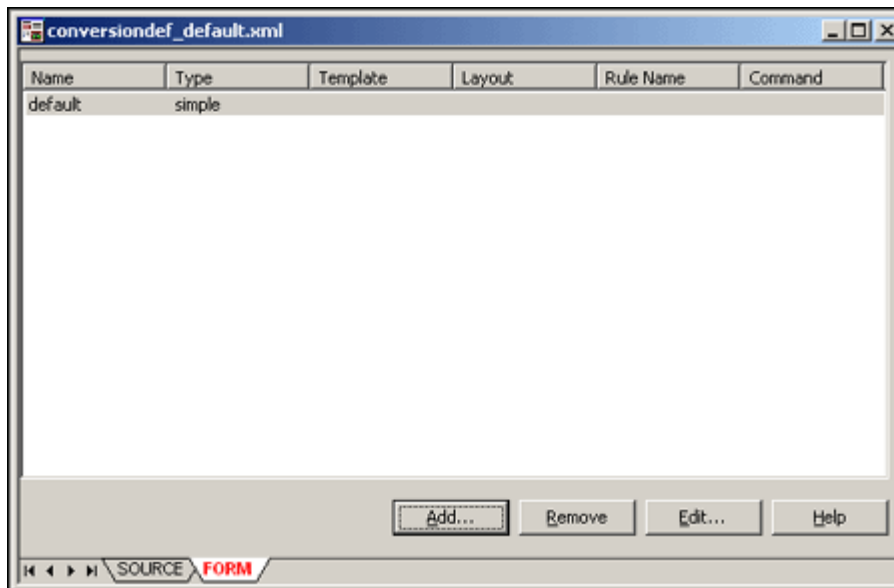 conversiondef_default.xml
Name Type Template Layout Rule Name Command
default simple
Add... Remove Edit... Help
SOURCE FORM